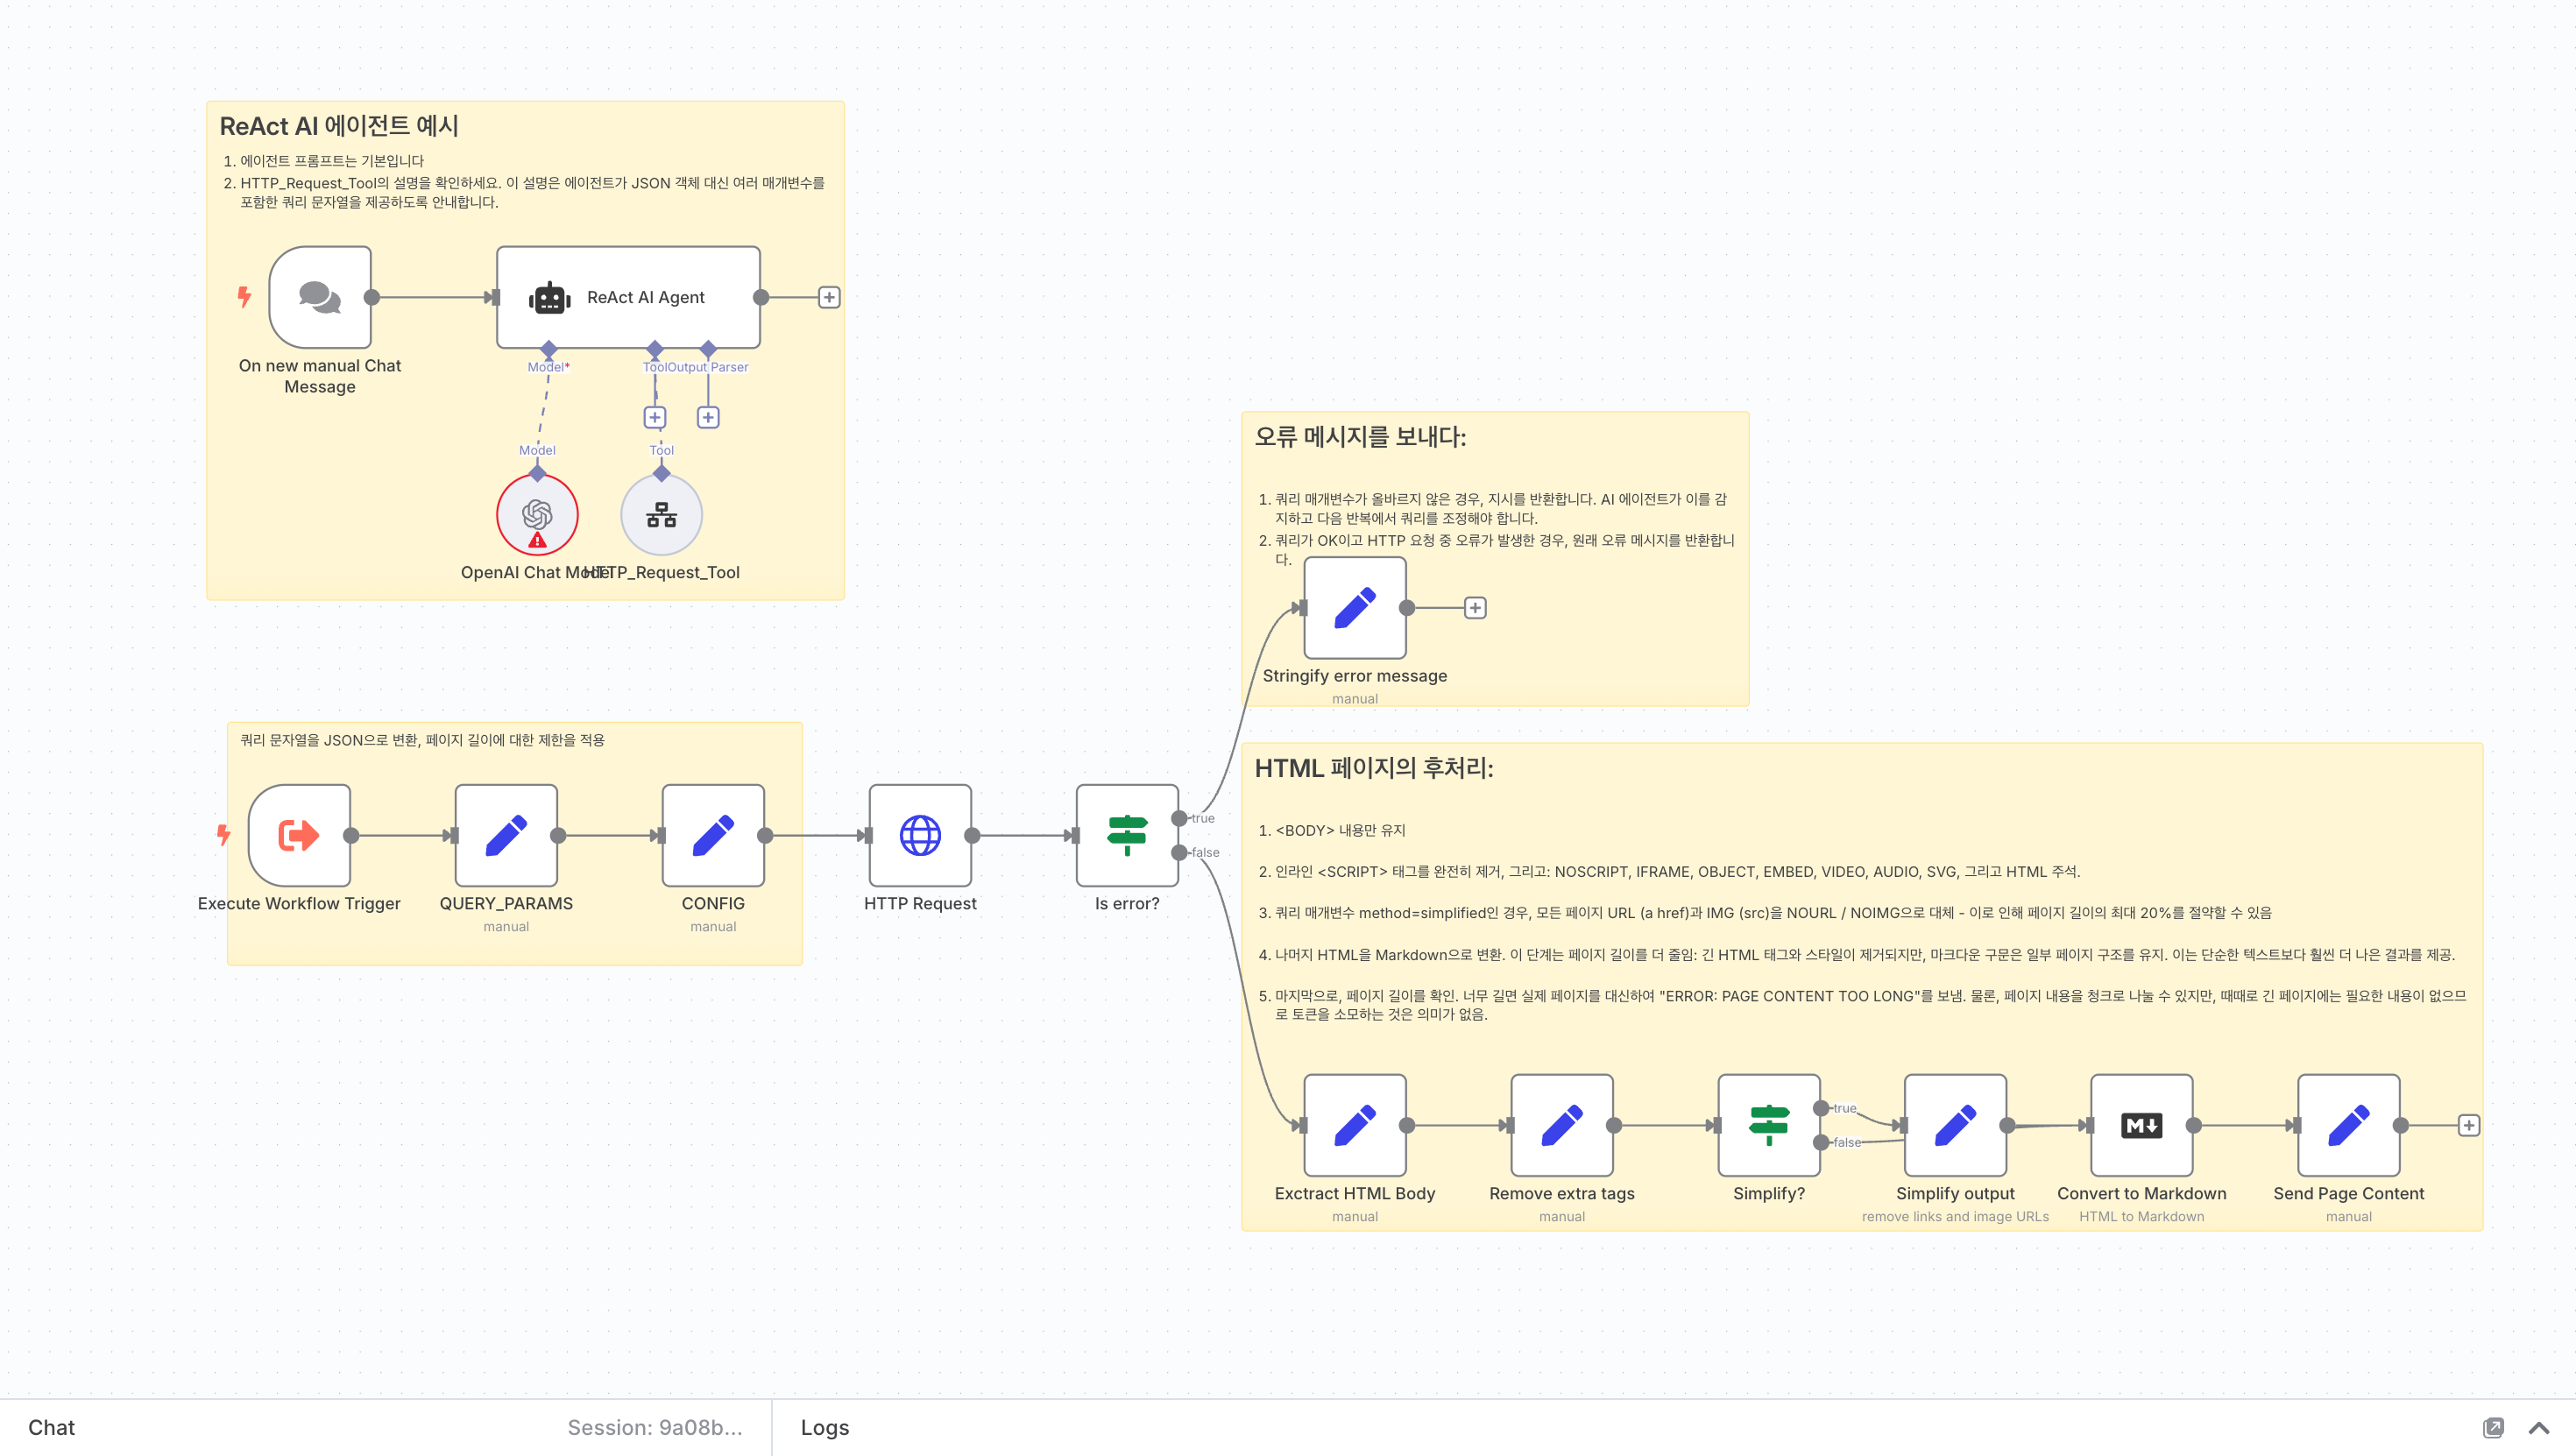 ReAct AI 에이전트 예시
1. 에이전트 프롬프트는 기본입니다
2. HTTP_Request_Tool의 설명을 확인하세요. 이 설명은 에이전트가 JSON 객체 대신 여러 매개변수를
포함한 쿼리 문자열을 제공하도록 안내합니다.
ReAct AI Agent
On new manual Chat
Message
Model*
Tool
Output Parser
Model
Tool
OpenAI Chat Model
HTTP_Request_Tool
오류 메시지를 보내다:
1. 쿼리 매개변수가 올바르지 않은 경우, 지시를 반환합니다. AI 에이전트가 이를 감
지하고 다음 반복에서 쿼리를 조정해야 합니다.
2. 쿼리가 OK이고 HTTP 요청 중 오류가 발생한 경우, 원래 오류 메시지를 반환합니
다.
Stringify error message
manual
쿼리 문자열을 JSON으로 변환, 페이지 길이에 대한 제한을 적용
Execute Workflow Trigger
QUERY_PARAMS
manual
CONFIG
manual
HTTP Request
Is error?
true
false
HTML 페이지의 후처리:
1. <BODY> 내용만 유지
2. 인라인 <SCRIPT> 태그를 완전히 제거, 그리고: NOSCRIPT, IFRAME, OBJECT, EMBED, VIDEO, AUDIO, SVG, 그리고 HTML 주석.
3. 쿼리 매개변수 method=simplified인 경우, 모든 페이지 URL (a href)과 IMG (src)을 NOURL / NOIMG으로 대체 - 이로 인해 페이지 길이의 최대 20%를 절약할 수 있음
4. 나머지 HTML을 Markdown으로 변환. 이 단계는 페이지 길이를 더 줄임: 긴 HTML 태그와 스타일이 제거되지만, 마크다운 구문은 일부 페이지 구조를 유지. 이는 단순한 텍스트보다 훨씬 더 나은 결과를 제공.
5. 마지막으로, 페이지 길이를 확인. 너무 길면 실제 페이지를 대신하여 "ERROR: PAGE CONTENT TOO LONG"를 보냄. 물론, 페이지 내용을 청크로 나눌 수 있지만, 때때로 긴 페이지에는 필요한 내용이 없으므
로 토큰을 소모하는 것은 의미가 없음.
Exctract HTML Body
manual
Remove extra tags
manual
Simplify?
true
false
Simplify output
remove links and image URLs
Convert to Markdown
HTML to Markdown
Send Page Content
manual
Chat
Session: 9a08b...
Logs